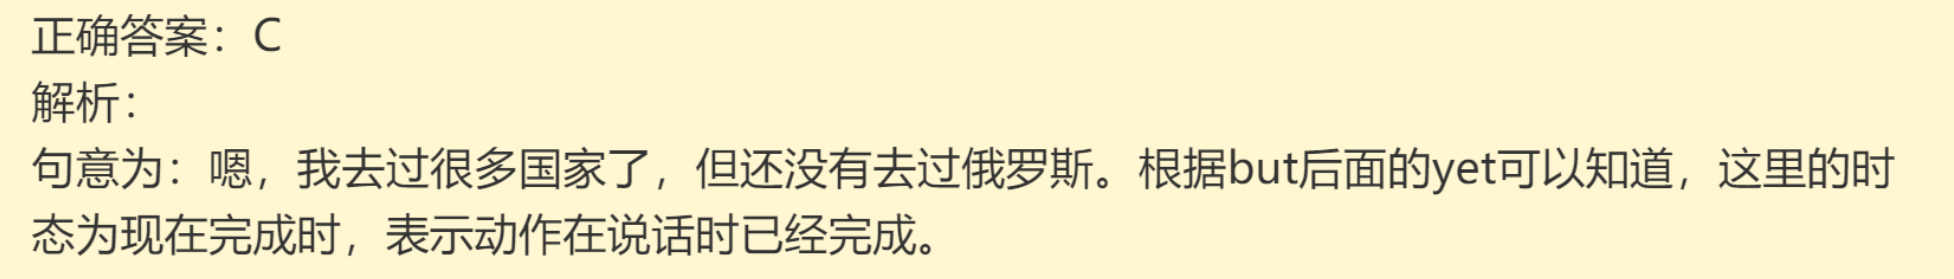 正确答案：C
解析：
句意为：嗯，我去过很多国家了，但还没有去过俄罗斯。根据but后面的yet可以知道，这里的时
态为现在完成时，表示动作在说话时已经完成。